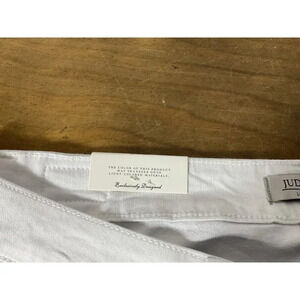 THE COLOR OF THIS PRODUCT
MAY TRANSFER ONTO
LIGHT-COLORED MATERIALS.
Exclusively Designed
JUD